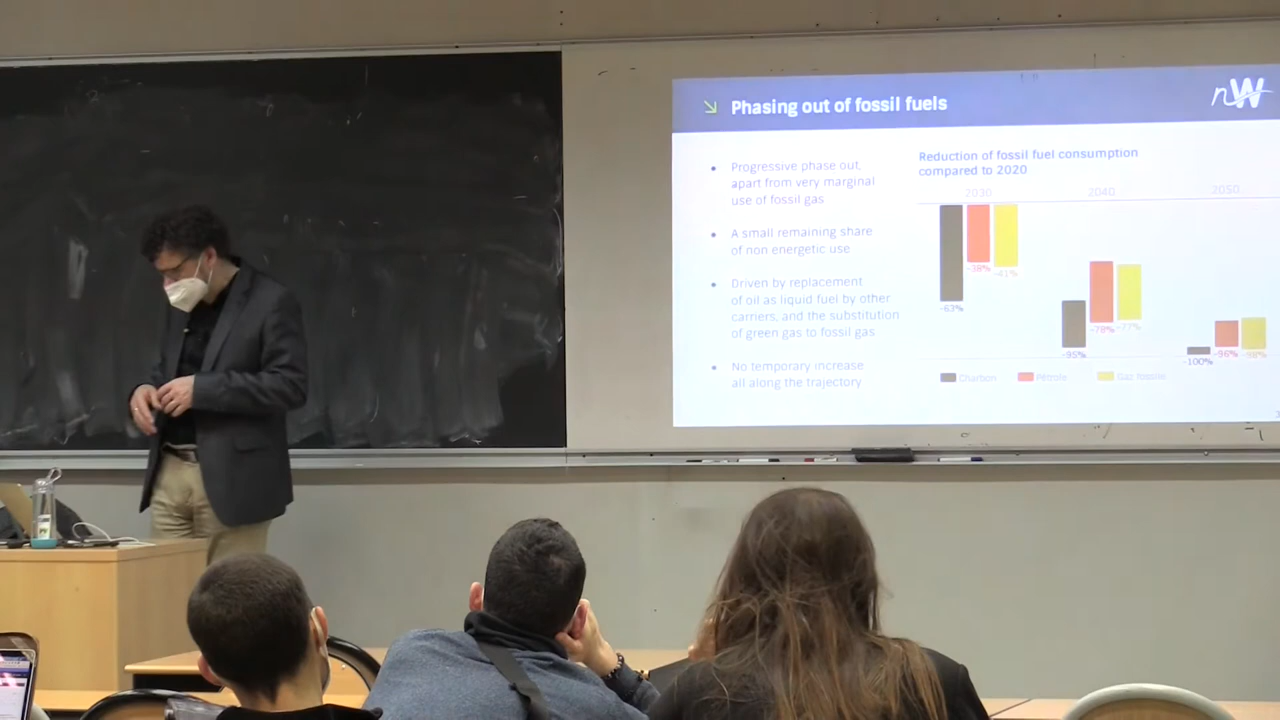 Phasing out of fossil fuels
nW
Progressive phase out,
apart from very marginal
use of fossil gas
A small remaining share
of non energetic use
Driven by replacement
of oil as liquid fuel by other
carriers, and the substitution
of green gas to fossil gas
No temporary increase
all along the trajectory
Reduction of fossil fuel consumption
compared to 2020
2030 2040 2050
-63% -38% -41%
-95% -78% -77%
-100% -96% -98%
Charbon Pétrole Gaz fossile